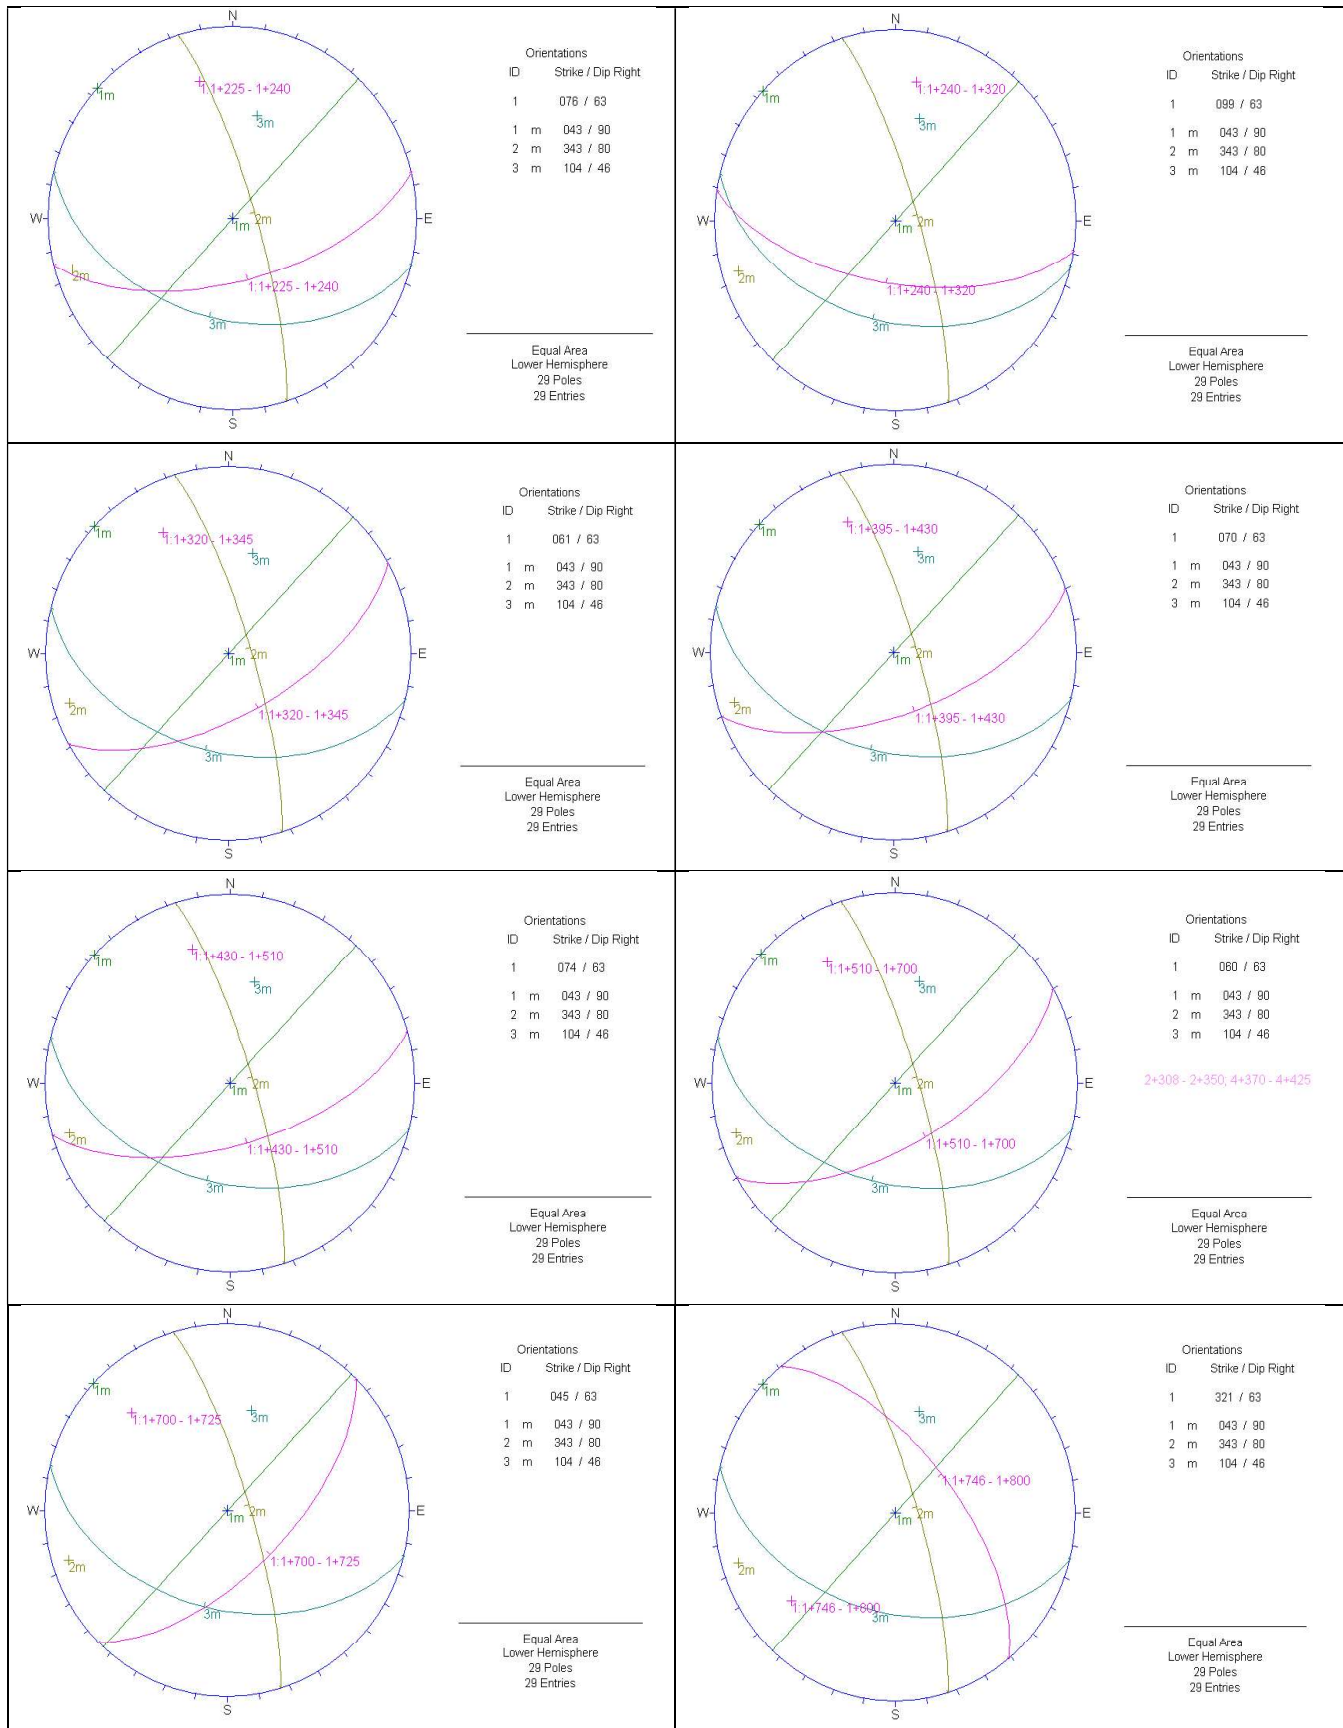 N
W
E
S
1m
1:1+225 - 1+240
3m
1m
2m
2m
1:1+225 - 1+240
3m
Orientations
ID Strike / Dip Right
1 076 / 63
1 m 043 / 90
2 m 343 / 80
3 m 104 / 46
Equal Area
Lower Hemisphere
29 Poles
29 Entries
N
W
E
S
1m
1:1+240 - 1+320
3m
1m
2m
2m
1:1+240 - 1+320
3m
Orientations
ID Strike / Dip Right
1 099 / 63
1 m 043 / 90
2 m 343 / 80
3 m 104 / 46
Equal Area
Lower Hemisphere
29 Poles
29 Entries
N
W
E
S
1m
1:1+320 - 1+345
3m
1m
2m
2m
1:1+320 - 1+345
3m
Orientations
ID Strike / Dip Right
1 061 / 63
1 m 043 / 90
2 m 343 / 80
3 m 104 / 46
Equal Area
Lower Hemisphere
29 Poles
29 Entries
N
W
E
S
1m
1:1+395 - 1+430
3m
1m
2m
2m
1:1+395 - 1+430
3m
Orientations
ID Strike / Dip Right
1 070 / 63
1 m 043 / 90
2 m 343 / 80
3 m 104 / 46
Equal Area
Lower Hemisphere
29 Poles
29 Entries
N
W
E
S
1m
1:1+430 - 1+510
3m
1m
2m
2m
1:1+430 - 1+510
3m
Orientations
ID Strike / Dip Right
1 074 / 63
1 m 043 / 90
2 m 343 / 80
3 m 104 / 46
Equal Area
Lower Hemisphere
29 Poles
29 Entries
N
W
E
S
1m
1:1+510 - 1+700
3m
1m
2m
2m
1:1+510 - 1+700
3m
Orientations
ID Strike / Dip Right
1 060 / 63
1 m 043 / 90
2 m 343 / 80
3 m 104 / 46
2+308 - 2+350; 4+370 - 4+425
Equal Area
Lower Hemisphere
29 Poles
29 Entries
N
W
E
S
1m
1:1+700 - 1+725
3m
1m
2m
2m
1:1+700 - 1+725
3m
Orientations
ID Strike / Dip Right
1 045 / 63
1 m 043 / 90
2 m 343 / 80
3 m 104 / 46
Equal Area
Lower Hemisphere
29 Poles
29 Entries
N
W
E
S
1m
3m
1:1+746 - 1+800
1m
2m
2m
1:1+746 - 1+800
3m
Orientations
ID Strike / Dip Right
1 321 / 63
1 m 043 / 90
2 m 343 / 80
3 m 104 / 46
Equal Area
Lower Hemisphere
29 Poles
29 Entries